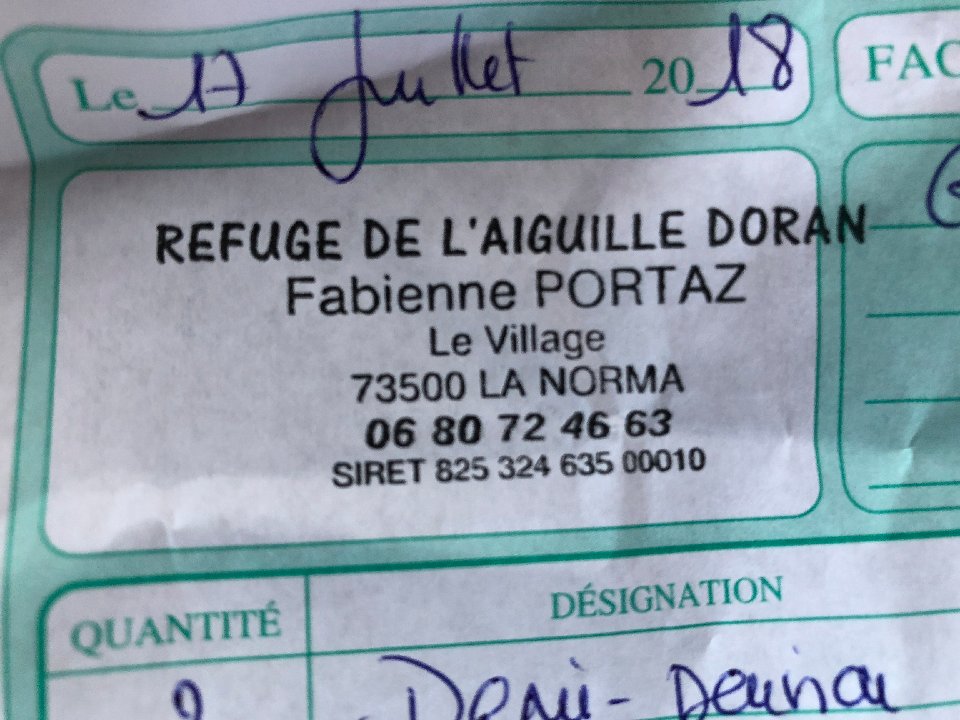 Le 17 Juillet 2018
FAC
REFUGE DE L'AIGUILLE DORAN
Fabienne PORTAZ
Le Village
73500 LA NORMA
06 80 72 46 63
SIRET 825 324 635 00010
QUANTITÉ
DÉSIGNATION
Demi-